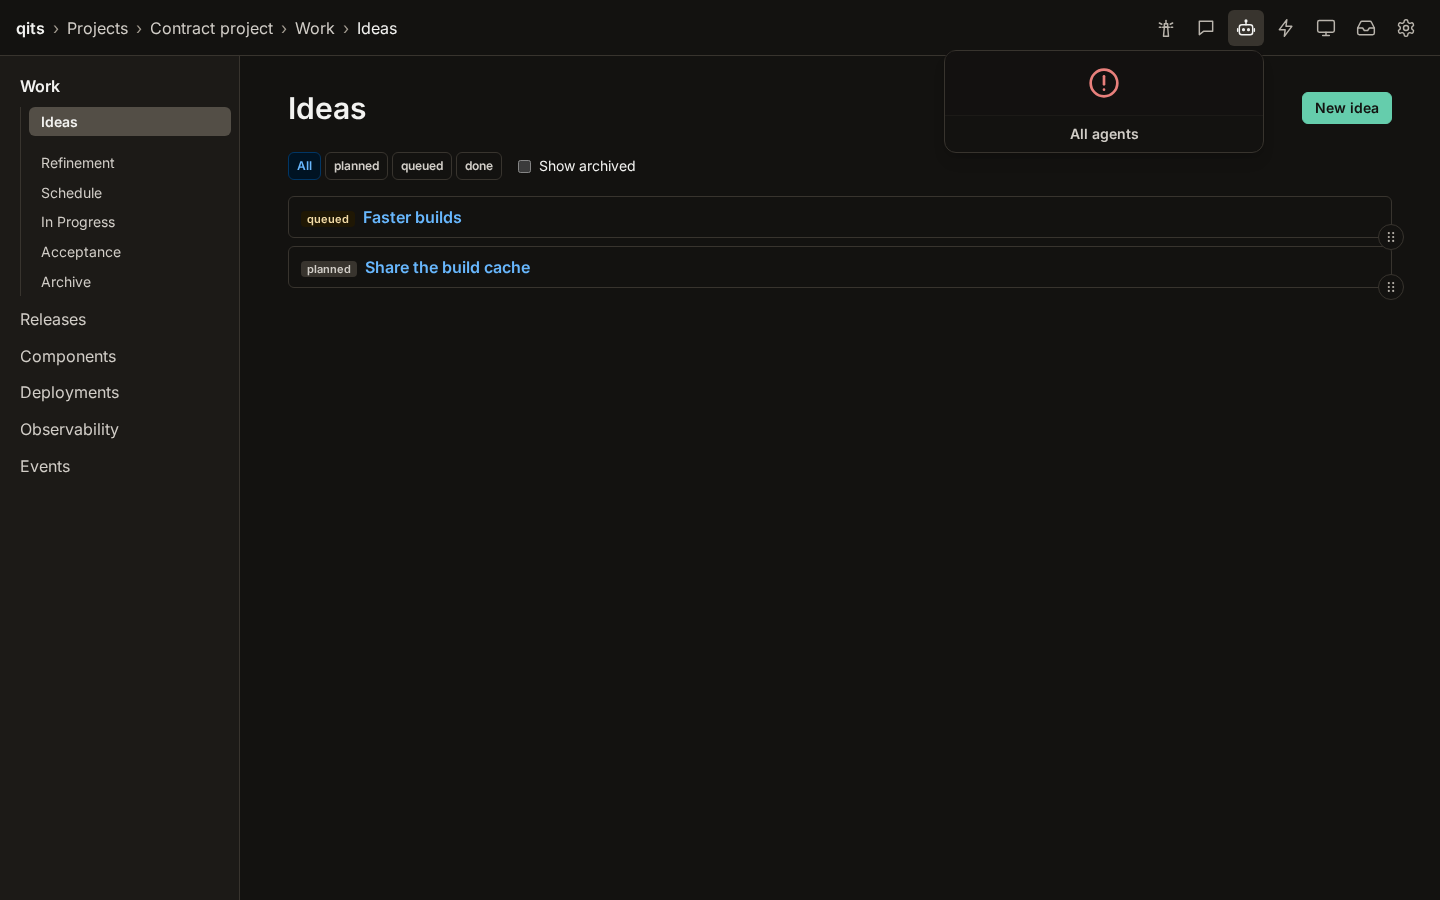 qits › Projects › Contract project › Work › Ideas
Work
Ideas
Refinement
Schedule
In Progress
Acceptance
Archive
Releases
Components
Deployments
Observability
Events
Ideas
All agents
New idea
All planned queued done Show archived
queued Faster builds
planned Share the build cache